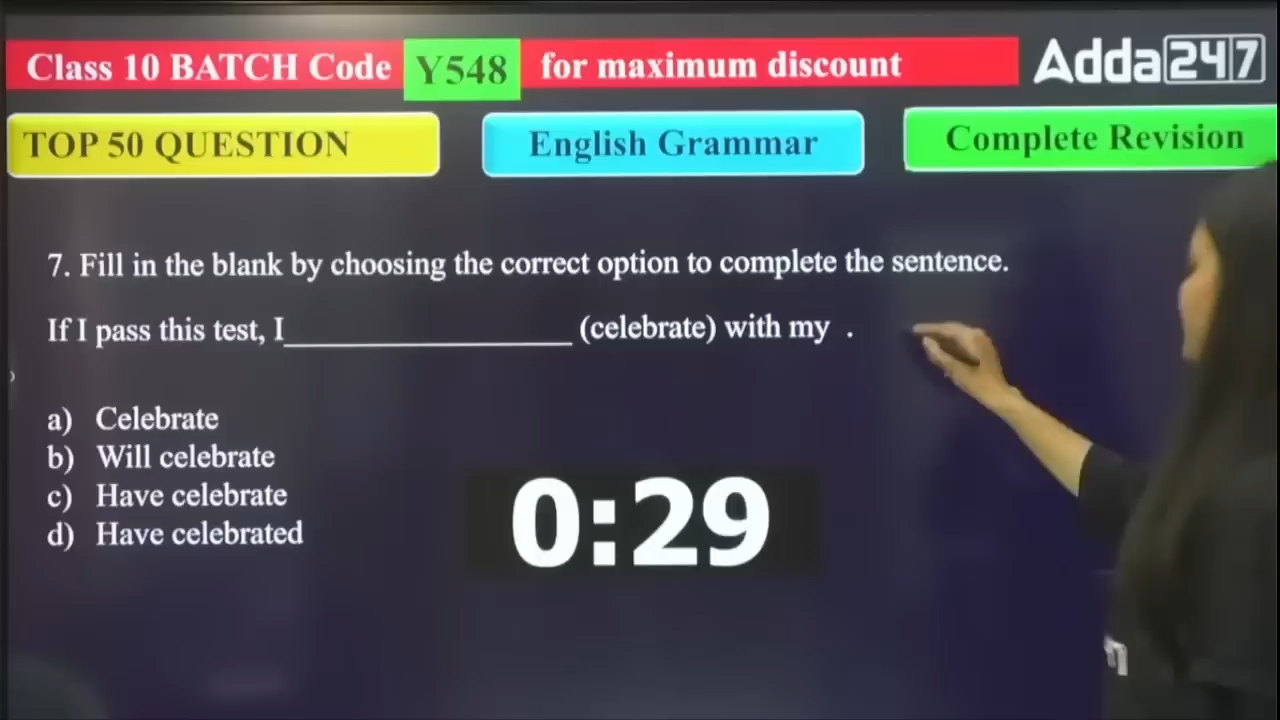 Class 10 BATCH Code Y548 for maximum discount
Adda247
TOP 50 QUESTION
English Grammar
Complete Revision
7. Fill in the blank by choosing the correct option to complete the sentence.
If I pass this test, I____________________ (celebrate) with my .
a) Celebrate
b) Will celebrate
c) Have celebrate
d) Have celebrated
0:29